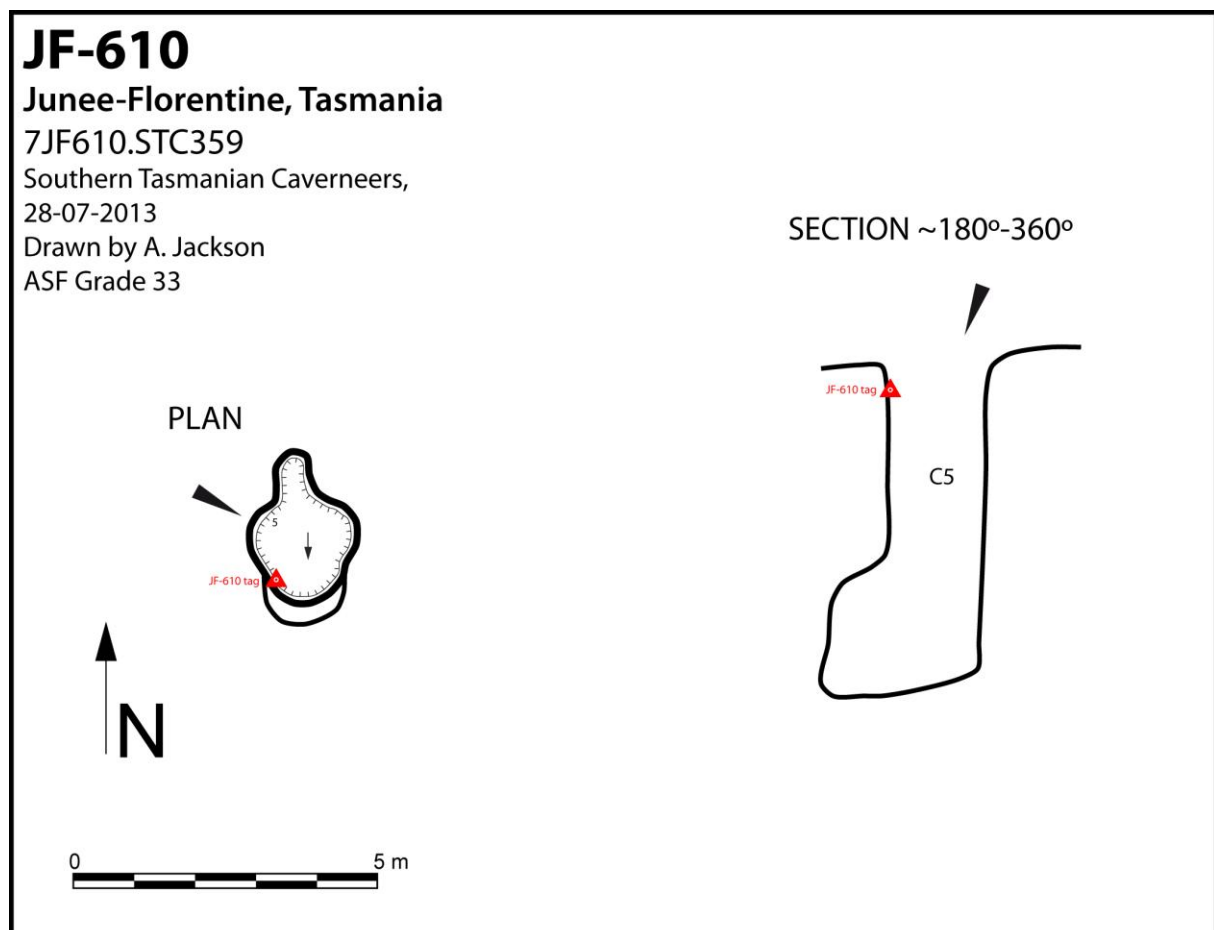 JF-610
Junee-Florentine, Tasmania
7JF610.STC359
Southern Tasmanian Caverneers,
28-07-2013
Drawn by A. Jackson
ASF Grade 33
SECTION ~180º-360º
JF-610 tag
C5
PLAN
5
JF-610 tag
N
0 5 m